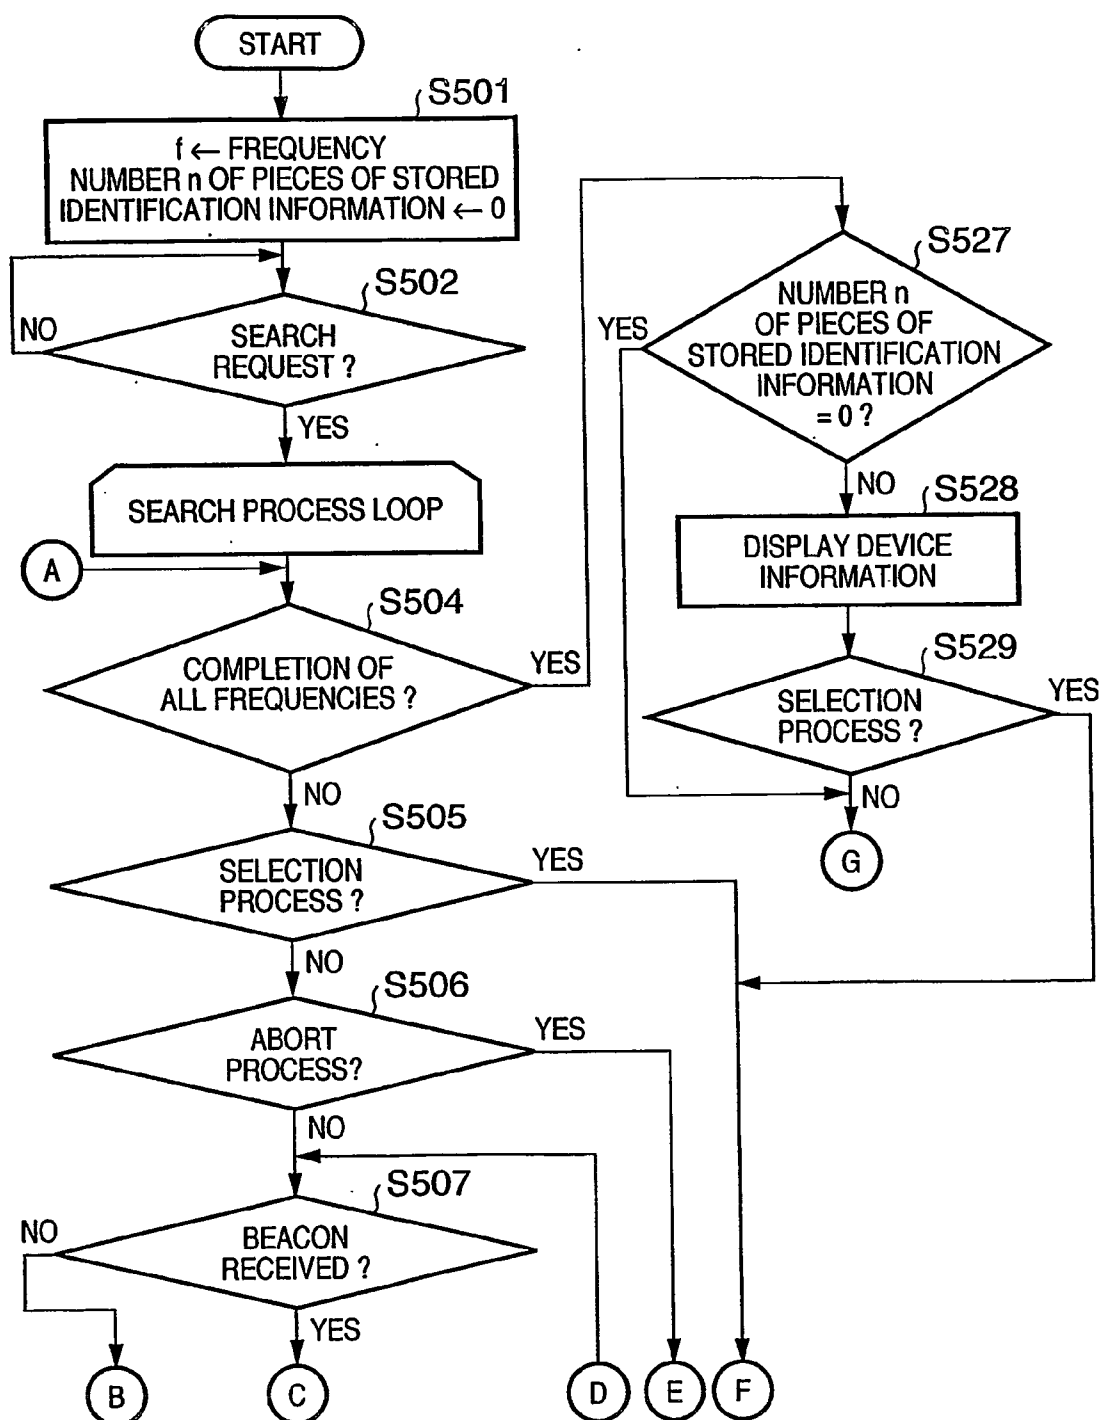 START
S501
f ← FREQUENCY
NUMBER n OF PIECES OF STORED
IDENTIFICATION INFORMATION ← 0
S502
NO
SEARCH
REQUEST ?
YES
SEARCH PROCESS LOOP
A
S504
COMPLETION OF
ALL FREQUENCIES ?
YES
NO
S505
SELECTION
PROCESS ?
YES
NO
S506
ABORT
PROCESS?
YES
NO
S507
NO
BEACON
RECEIVED ?
YES
B
C
D
E
F
S527
YES
NUMBER n
OF PIECES OF
STORED IDENTIFICATION
INFORMATION
= 0 ?
NO
S528
DISPLAY DEVICE
INFORMATION
S529
SELECTION
PROCESS ?
YES
NO
G